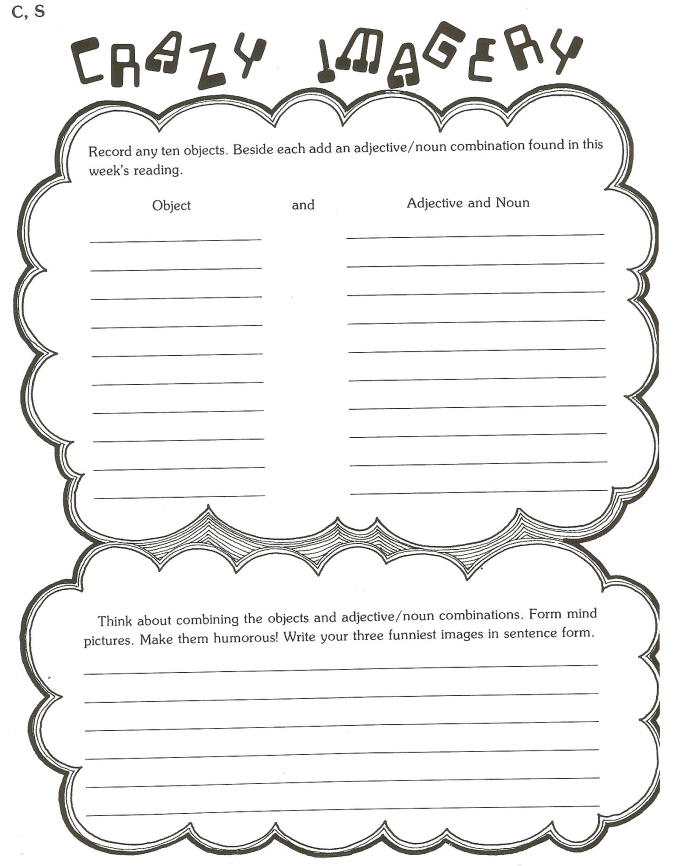 C, S
CRAZY IMAGERY
Record any ten objects. Beside each add an adjective/noun combination found in this
week's reading.
Object and Adjective and Noun
Think about combining the objects and adjective/noun combinations. Form mind
pictures. Make them humorous! Write your three funniest images in sentence form.